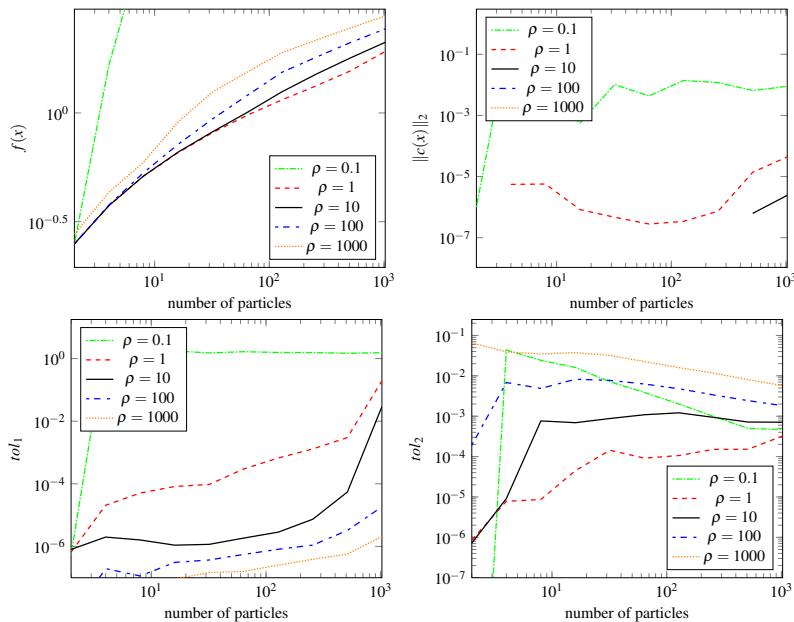 10^0
10^{-0.5}
f(x)
ρ = 0.1
ρ = 1
ρ = 10
ρ = 100
ρ = 1000
10^1
10^2
10^3
number of particles
10^{-1}
10^{-3}
10^{-5}
10^{-7}
||c(x)||_2
ρ = 0.1
ρ = 1
ρ = 10
ρ = 100
ρ = 1000
10^1
10^2
10^3
number of particles
10^0
10^{-2}
10^{-4}
10^{-6}
tol_1
ρ = 0.1
ρ = 1
ρ = 10
ρ = 100
ρ = 1000
10^1
10^2
10^3
number of particles
10^{-1}
10^{-2}
10^{-3}
10^{-4}
10^{-5}
10^{-6}
10^{-7}
tol_2
ρ = 0.1
ρ = 1
ρ = 10
ρ = 100
ρ = 1000
10^1
10^2
10^3
number of particles